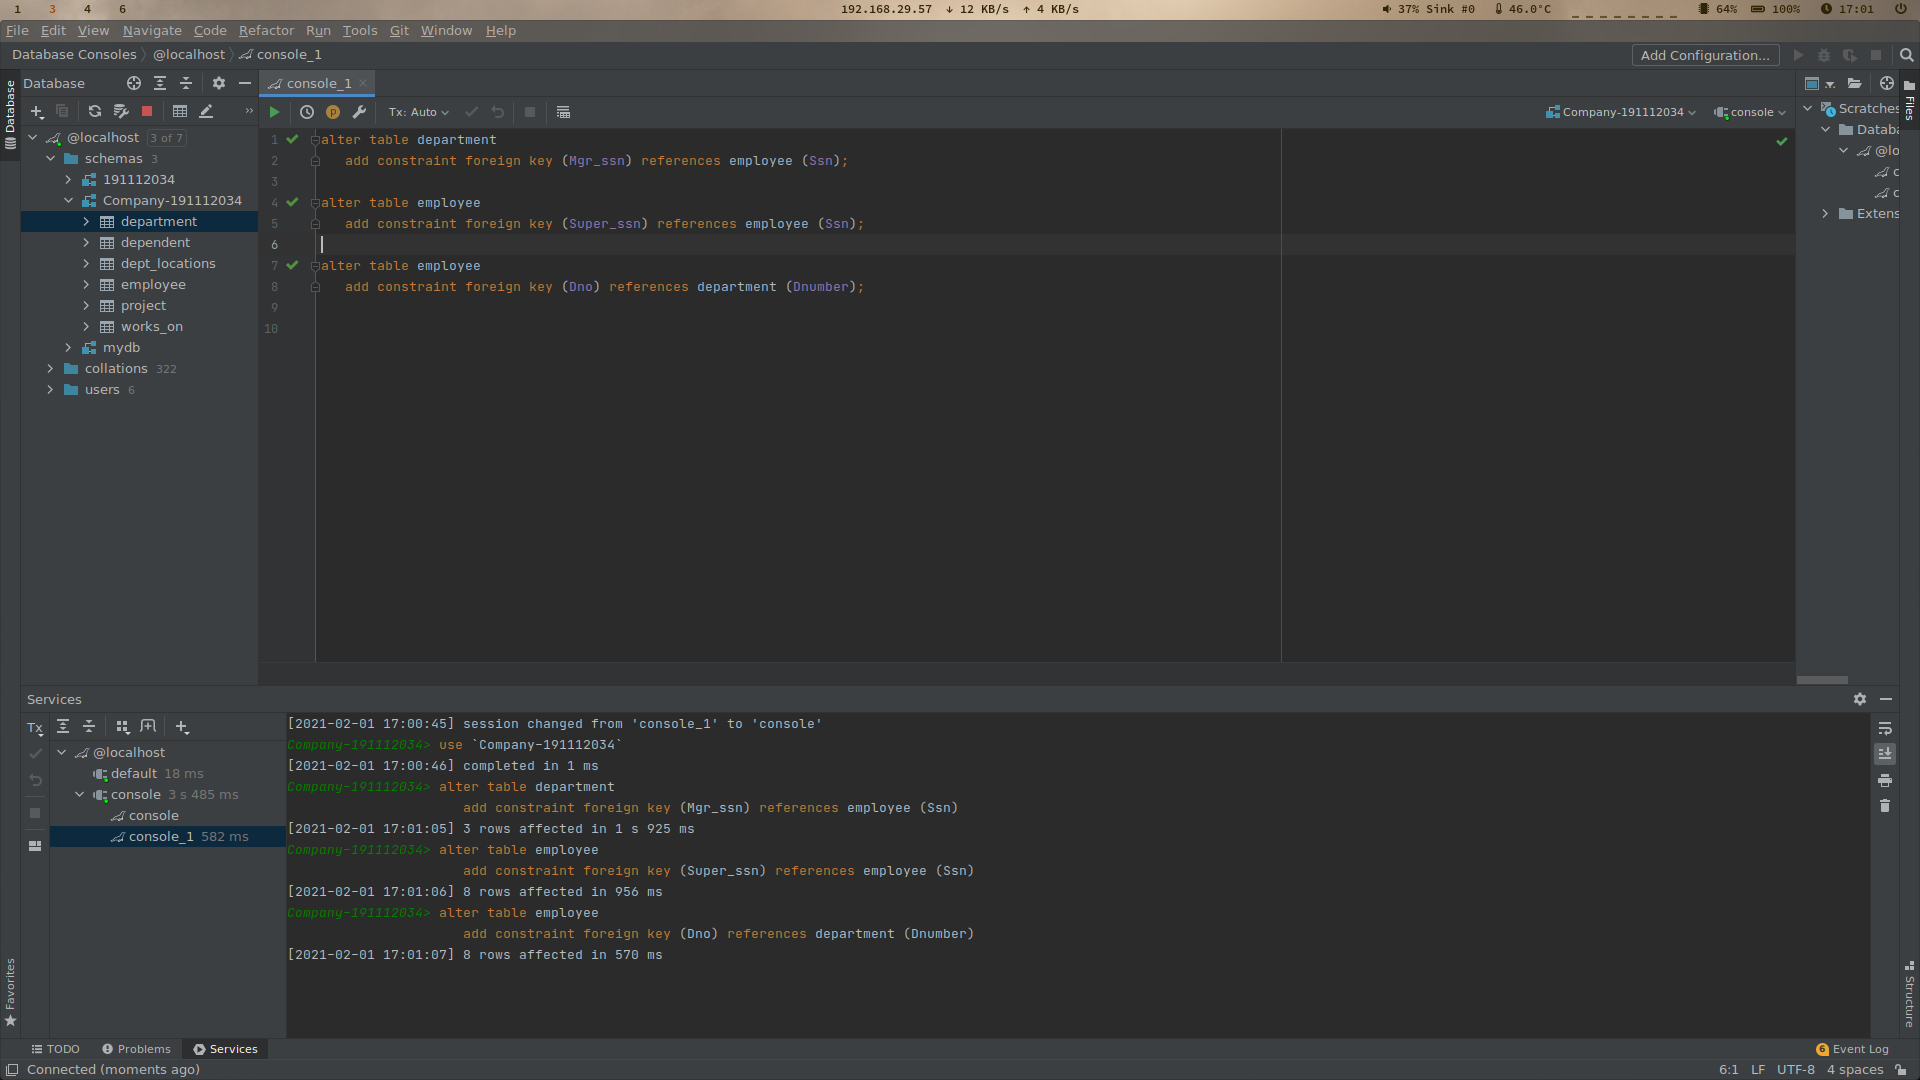 1 3 4 6 192.168.29.57 ↓ 12 KB/s ↑ 4 KB/s 37% Sink #0 46.0°C 64% 100% 17:01
File Edit View Navigate Code Refactor Run Tools Git Window Help
Database Consoles @localhost console_1 Add Configuration...
Database
Files
Database
console_1
Tx: Auto Company-191112034 console
@localhost 3 of 7
schemas 3
191112034
Company-191112034
department
dependent
dept_locations
employee
project
works_on
mydb
collations 322
users 6
1 alter table department
2 add constraint foreign key (Mgr_ssn) references employee (Ssn);
3
4 alter table employee
5 add constraint foreign key (Super_ssn) references employee (Ssn);
6
7 alter table employee
8 add constraint foreign key (Dno) references department (Dnumber);
9
10
Scratches
Databa
@lo
c
c
Extens
Services
Tx
@localhost
default 18 ms
console 3 s 485 ms
console
console_1 582 ms
[2021-02-01 17:00:45] session changed from 'console_1' to 'console'
Company-191112034> use `Company-191112034`
[2021-02-01 17:00:46] completed in 1 ms
Company-191112034> alter table department
add constraint foreign key (Mgr_ssn) references employee (Ssn)
[2021-02-01 17:01:05] 3 rows affected in 1 s 925 ms
Company-191112034> alter table employee
add constraint foreign key (Super_ssn) references employee (Ssn)
[2021-02-01 17:01:06] 8 rows affected in 956 ms
Company-191112034> alter table employee
add constraint foreign key (Dno) references department (Dnumber)
[2021-02-01 17:01:07] 8 rows affected in 570 ms
Favorites
Structure
TODO Problems Services 6 Event Log
Connected (moments ago) 6:1 LF UTF-8 4 spaces